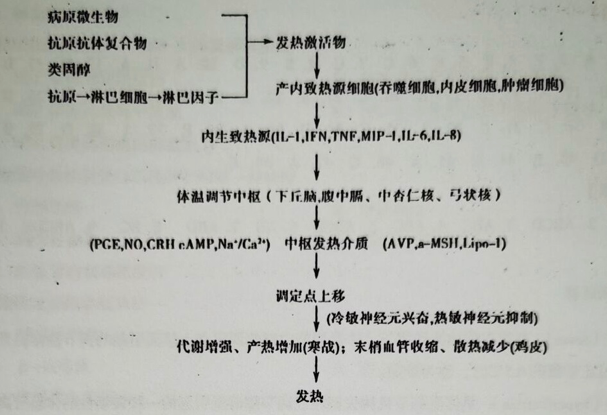 病原微生物
抗原抗体复合物
类固醇
抗原→淋巴细胞→淋巴因子
发热激活物
产内致热源细胞(吞噬细胞,内皮细胞,肿瘤细胞)
内生致热源(IL-1,IFN,TNF,MIP-1,IL-6,IL-8)
体温调节中枢(下丘脑,腹中膈、中杏仁核、弓状核)
(PGE,NO,CRH cAMP,Na⁺/Ca²⁺) 中枢发热介质 (AVP,a-MSH,Lipo-1)
调定点上移
(冷敏神经元兴奋,热敏神经元抑制)
代谢增强、产热增加(寒战);末梢血管收缩、散热减少(鸡皮)
发热